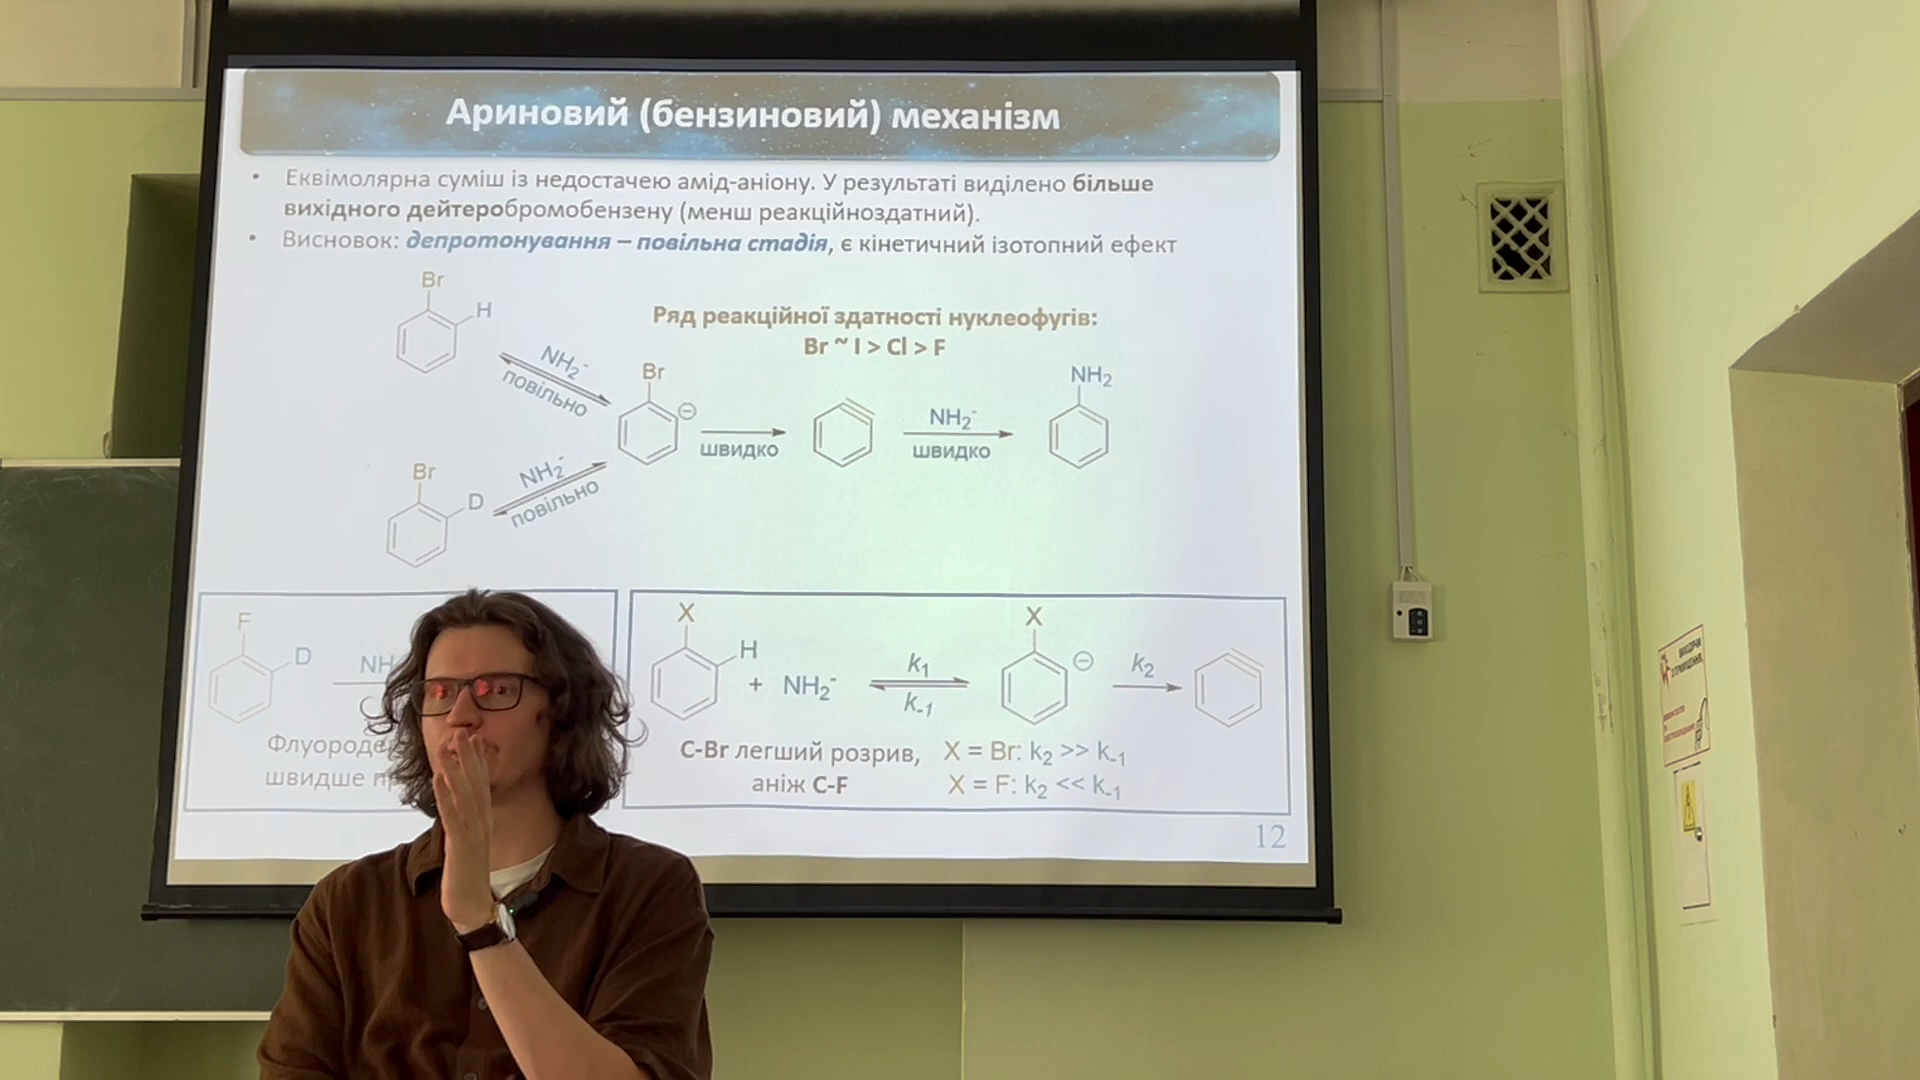 Ариновий (бензиновий) механізм
• Еквімолярна суміш із недостачею амід-аніону. У результаті виділено більше
вихідного дейтеробромобензену (менш реакційноздатний).
• Висновок: депротонування – повільна стадія, є кінетичний ізотопний ефект
Br
H
Ряд реакційної здатності нуклеофугів:
Br ~ I > Cl > F
NH2-
повільно
Br
⊖
швидко
NH2-
швидко
NH2
Br
D
NH2-
повільно
F
D
NH
швидше
X
H
+ NH2-
k1
k-1
X
⊖
k2
C-Br легший розрив,
аніж C-F
X = Br: k2 >> k-1
X = F: k2 << k-1
12